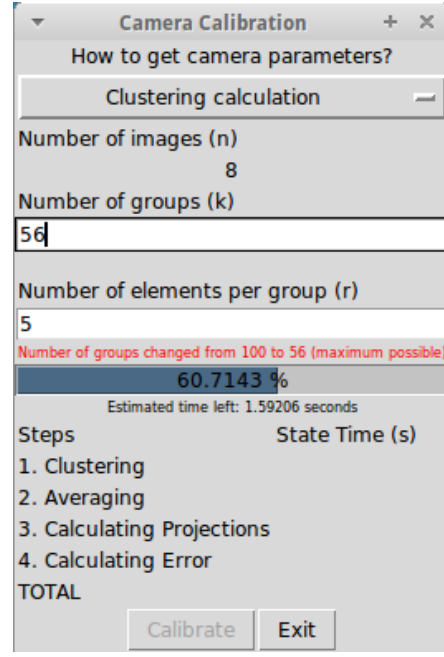 Camera Calibration
How to get camera parameters?
Clustering calculation
Number of images (n)
8
Number of groups (k)
56
Number of elements per group (r)
5
Number of groups changed from 100 to 56 (maximum possible)
60.7143 %
Estimated time left: 1.59206 seconds
Steps State Time (s)
1. Clustering
2. Averaging
3. Calculating Projections
4. Calculating Error
TOTAL
Calibrate Exit